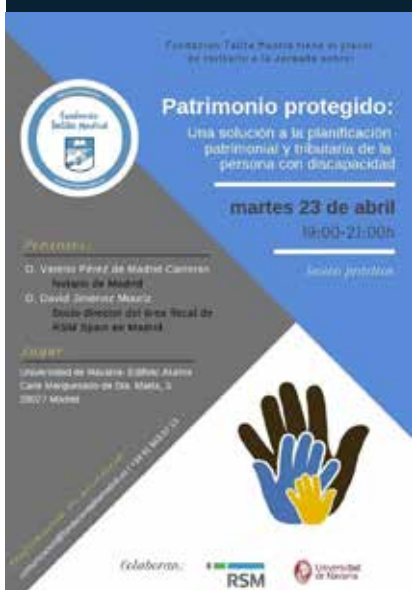 Fundación Talita Madrid tiene el placer
de invitarle a la Jornada sobre:
Fundación
Talita Madrid
Patrimonio protegido:
Una solución a la planificación
patrimonial y tributaria de la
persona con discapacidad
martes 23 de abril
19:00-21:00h
Sesión práctica
Ponentes:
D. Valerio Pérez de Madrid Carreras
Notario de Madrid
D. David Jiménez Mouriz
Socio director del área fiscal de
RSM Spain en Madrid
Lugar
Universidad de Navarra- Edificio Alumni
Calle Marquesado de Sta. Marta, 3
28027 Madrid
Colaboran:
RSM
Universidad
de Navarra